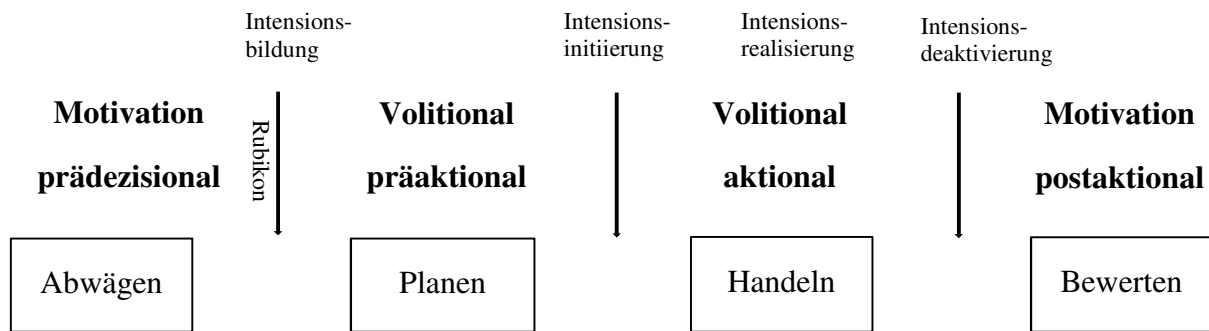 Intensions-
bildung
Intensions-
initiierung
Intensions-
realisierung
Intensions-
deaktivierung
Motivation
prädezisional
Rubikon
Volitional
präaktional
Volitional
aktional
Motivation
postaktional
Abwägen
Planen
Handeln
Bewerten